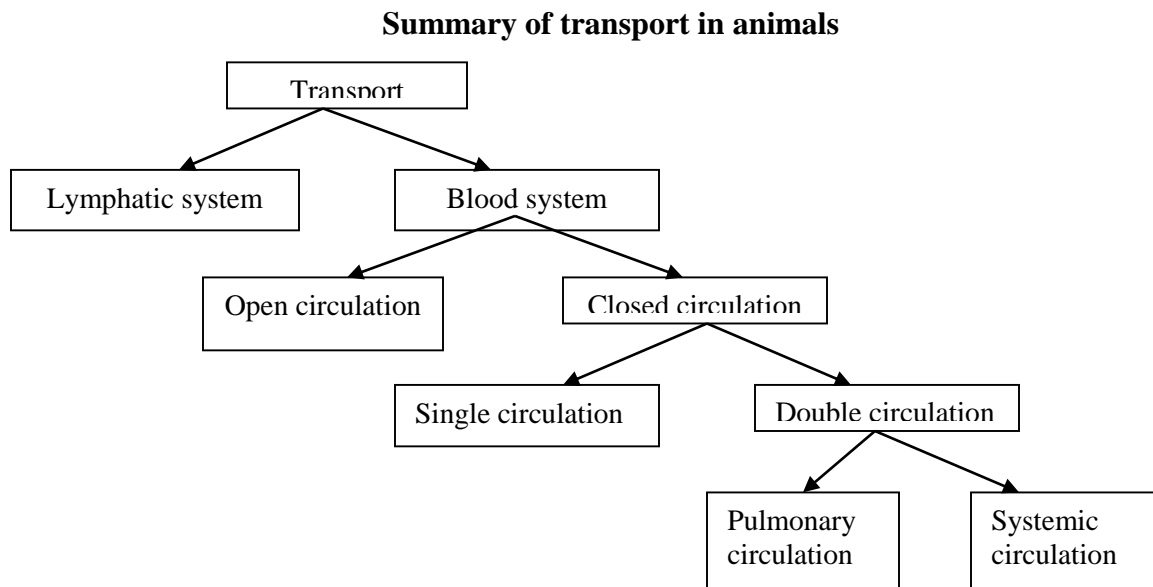 Summary of transport in animals
Transport
Lymphatic system
Blood system
Open circulation
Closed circulation
Single circulation
Double circulation
Pulmonary
circulation
Systemic
circulation